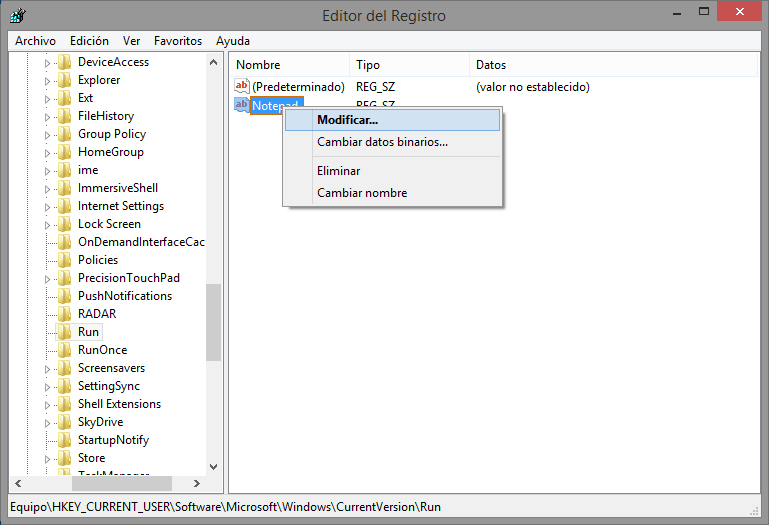 Editor del Registro
Archivo Edición Ver Favoritos Ayuda
DeviceAccess
Explorer
Ext
FileHistory
Group Policy
HomeGroup
ime
ImmersiveShell
Internet Settings
Lock Screen
OnDemandInterfaceCac
Policies
PrecisionTouchPad
PushNotifications
RADAR
Run
RunOnce
Screensavers
SettingSync
Shell Extensions
SkyDrive
StartupNotify
Store
TaskManager
Nombre Tipo Datos
ab (Predeterminado) REG_SZ (valor no establecido)
ab Notepad REG_SZ
Modificar...
Cambiar datos binarios...
Eliminar
Cambiar nombre
Equipo\HKEY_CURRENT_USER\Software\Microsoft\Windows\CurrentVersion\Run